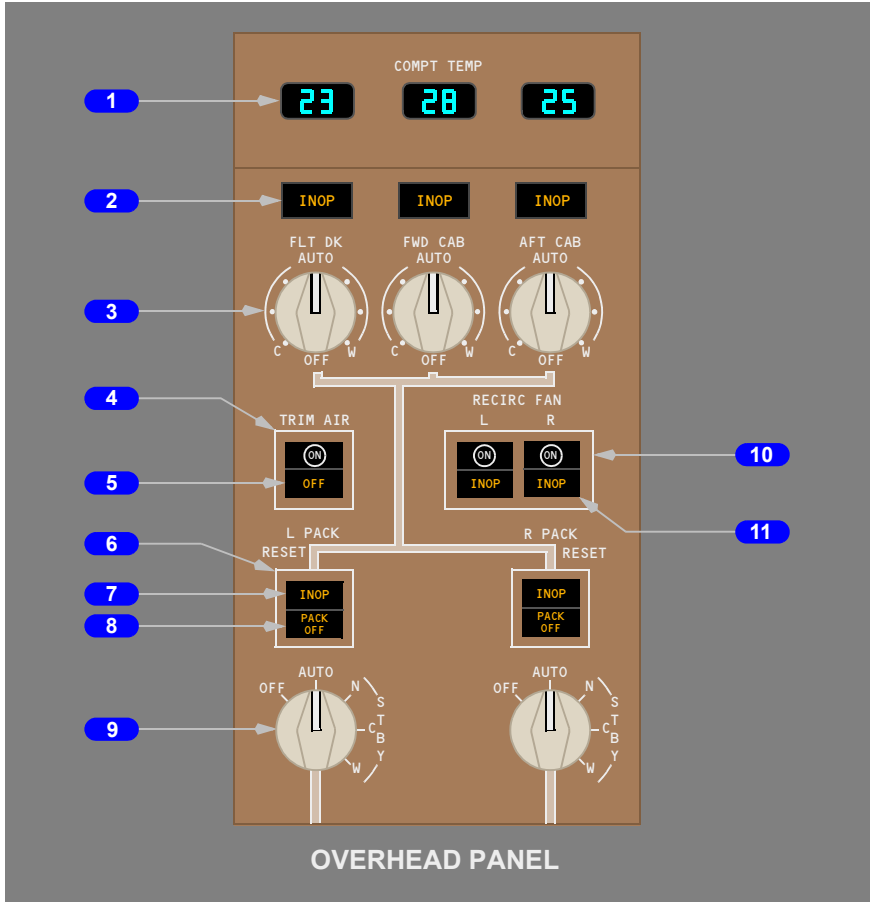 COMPT TEMP
1 23 28 25
2 INOP INOP INOP
FLT DK FWD CAB AFT CAB
AUTO AUTO AUTO
3
C W C W C W
OFF OFF OFF
4 RECIRC FAN
TRIM AIR L R
ON ON ON 10
5 OFF INOP INOP
11
6 L PACK R PACK
RESET RESET
7 INOP INOP
8 PACK PACK
OFF OFF
AUTO AUTO
OFF N OFF N
S S
T T
9 C C
B B
Y Y
W W
OVERHEAD PANEL